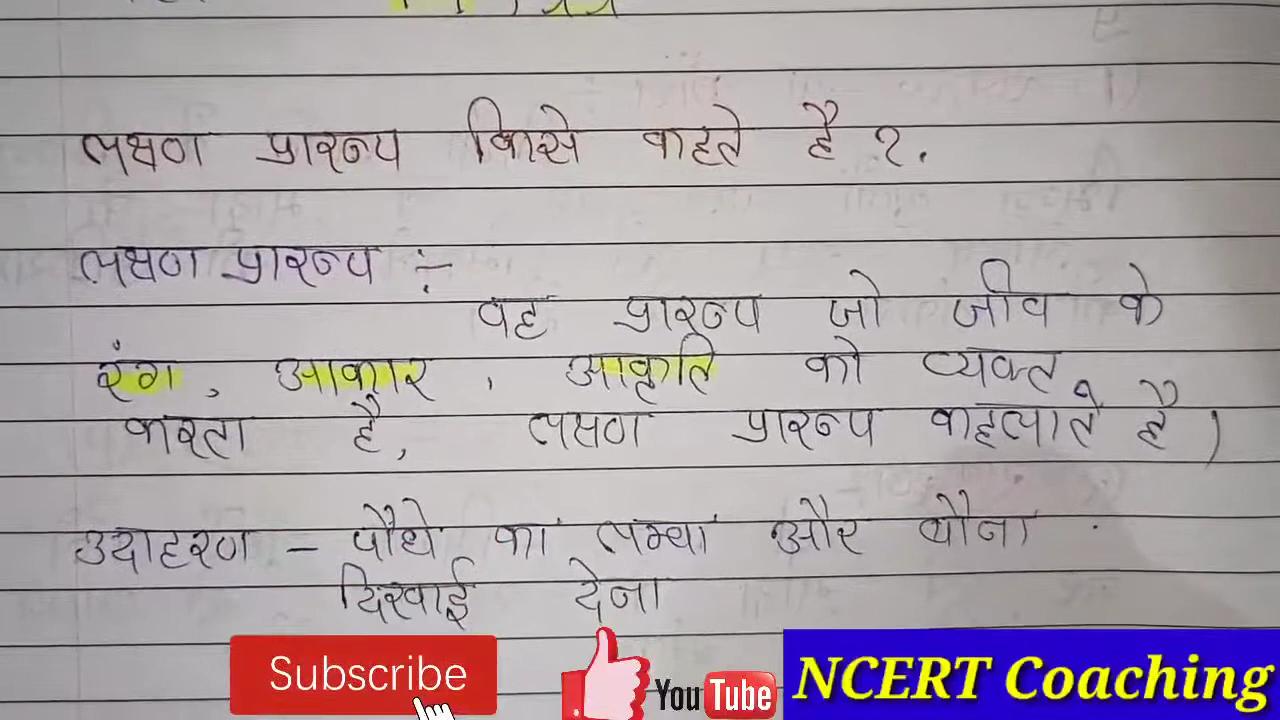 लक्षण प्रारूप किसे कहते है ?.
लक्षण प्रारूप :-
वह प्रारूप जो जीव के
रंग , आकार , आकृति को व्यक्त
करता है, लक्षण प्रारूप कहलाते है।
उदाहरण - पौधे का लम्बा और बौना
दिखाई देना
Subscribe
YouTube
NCERT Coaching